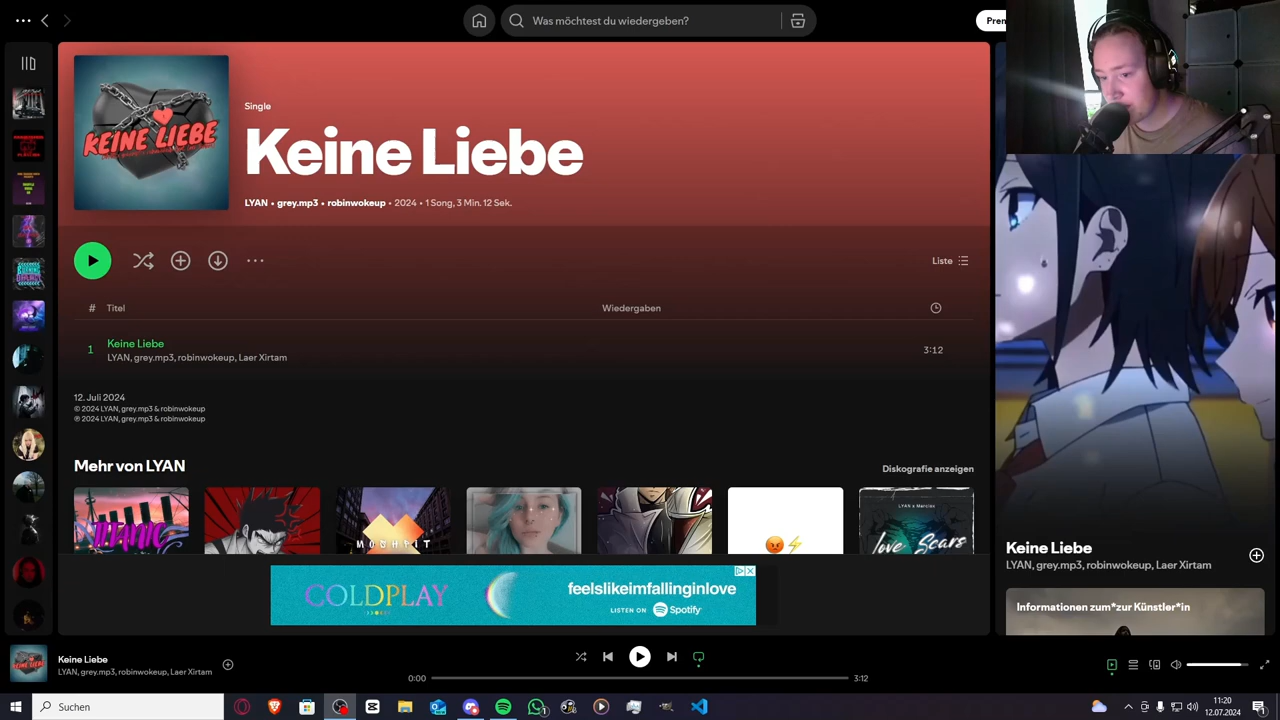 Was möchtest du wiedergeben?
Single
Keine Liebe
LYAN • grey.mp3 • robinwokeup • 2024 • 1 Song, 3 Min. 12 Sek.
KEINE LIEBE
Liste
# Titel Wiedergaben
1 Keine Liebe 3:12
LYAN, grey.mp3, robinwokeup, Laer Xirtam
12. Juli 2024
© 2024 LYAN, grey.mp3 & robinwokeup
℗ 2024 LYAN, grey.mp3 & robinwokeup
Mehr von LYAN
Diskografie anzeigen
TITANIC
MOSHPIT
LYAN x Marcles
love Scars
COLDPLAY
feelslikeimfallinginlove
LISTEN ON Spotify
Keine Liebe
LYAN, grey.mp3, robinwokeup, Laer Xirtam
Informationen zum*zur Künstler*in
Keine Liebe
LYAN, grey.mp3, robinwokeup, Laer Xirtam
0:00
3:12
Suchen
11:20
12.07.2024